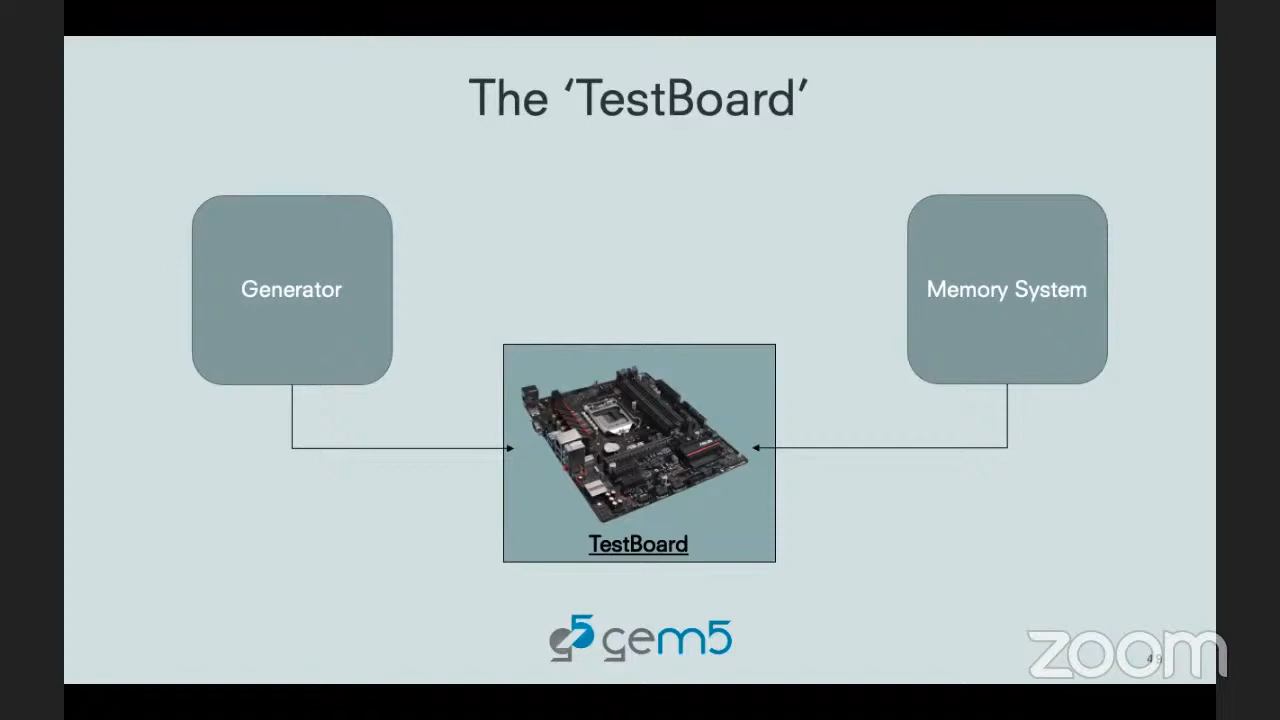 The ‘TestBoard’
Generator
Memory System
TestBoard
gem5
zoom